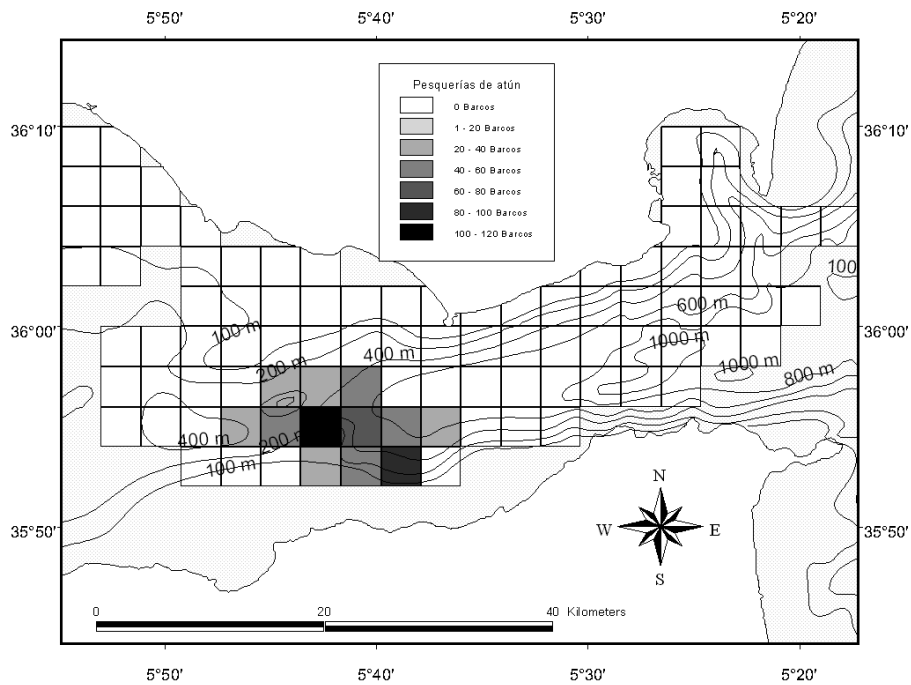 5°50' 5°40' 5°30' 5°20'
Pesquerías de atún
0 Barcos
1 - 20 Barcos
20 - 40 Barcos
40 - 60 Barcos
60 - 80 Barcos
80 - 100 Barcos
100 - 120 Barcos
36°10' 36°10'
100
600 m
36°00' 36°00'
100 m
1000 m
400 m
200 m
1000 m
800 m
400 m
200 m
100 m
N
W E
S
35°50' 35°50'
0 20 40 Kilometers
5°50' 5°40' 5°30' 5°20'